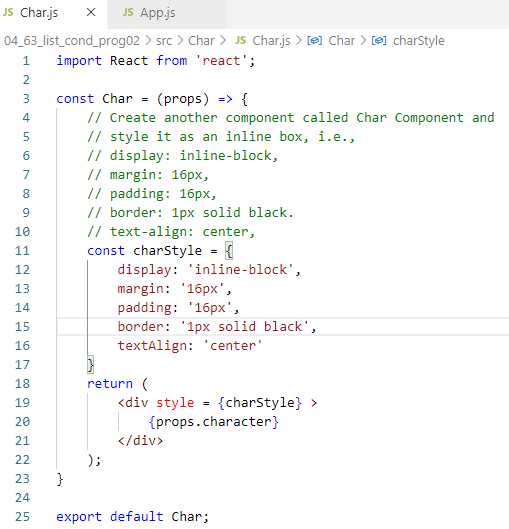 JS Char.js × JS App.js
04_63_list_cond_prog02 > src > Char > JS Char.js > Char > charStyle
1 import React from 'react';
2
3 const Char = (props) => {
4 // Create another component called Char Component and
5 // style it as an inline box, i.e.,
6 // display: inline-block,
7 // margin: 16px,
8 // padding: 16px,
9 // border: 1px solid black.
10 // text-align: center,
11 const charStyle = {
12 display: 'inline-block',
13 margin: '16px',
14 padding: '16px',
15 border: '1px solid black',
16 textAlign: 'center'
17 }
18 return (
19 <div style = {charStyle} >
20 {props.character}
21 </div>
22 );
23 }
24
25 export default Char;